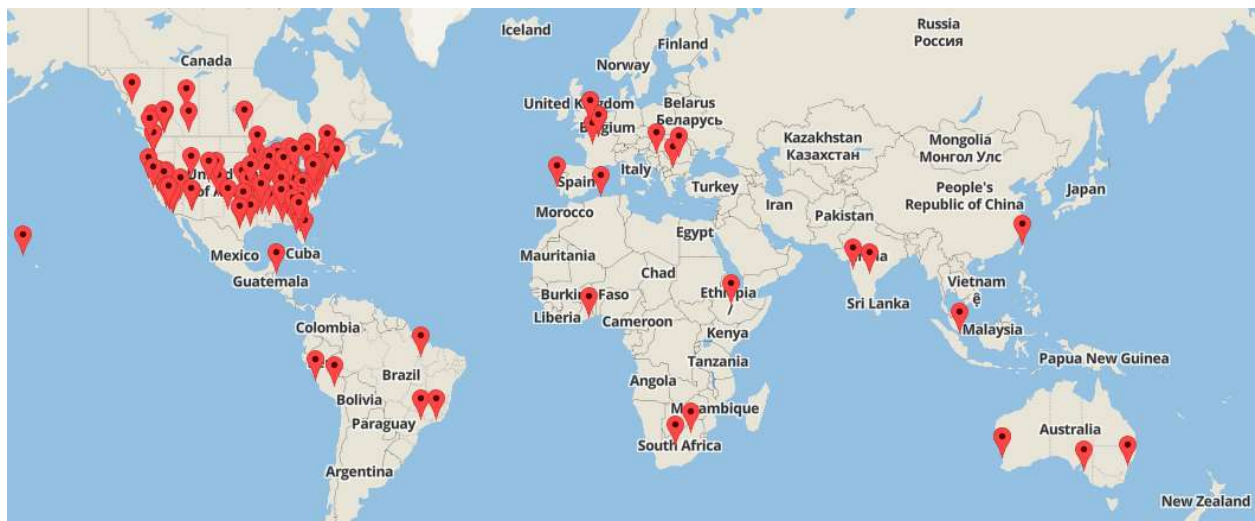 Iceland
Russia
Россия
Finland
Canada
Norway
United Kingdom
Belarus
Беларусь
Belgium
Kazakhstan
Казахстан
Mongolia
Монгол Улс
Italy
Spain
Turkey
People's
Republic of China
Japan
Iran
Morocco
Pakistan
Egypt
Mexico
Cuba
Mauritania
Guatemala
Chad
Vietnam
ệ
Burkina Faso
Ethiopia
Sri Lanka
Liberia
Cameroon
Colombia
Malaysia
Kenya
Tanzania
Papua New Guinea
Brazil
Angola
Bolivia
Mozambique
Paraguay
Australia
South Africa
Argentina
New Zealand